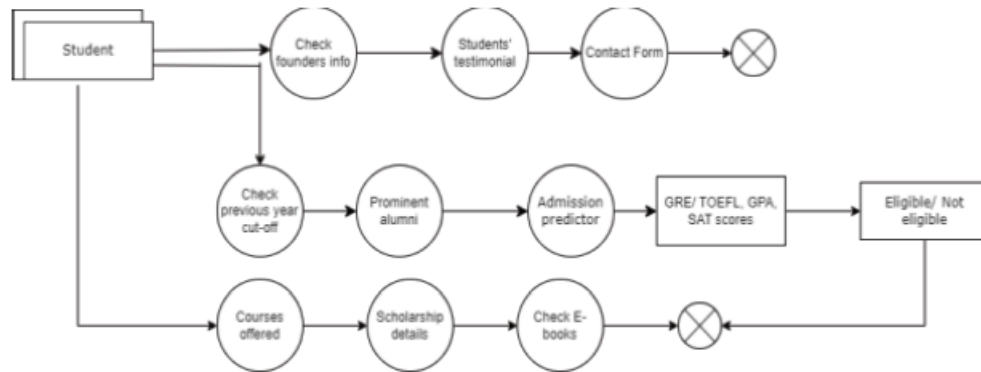 Student
Check
founders info
Students'
testimonial
Contact Form
Check
previous year
cut-off
Prominent
alumni
Admission
predictor
GRE/ TOEFL, GPA,
SAT scores
Eligible/ Not
eligible
Courses
offered
Scholarship
details
Check E-
books